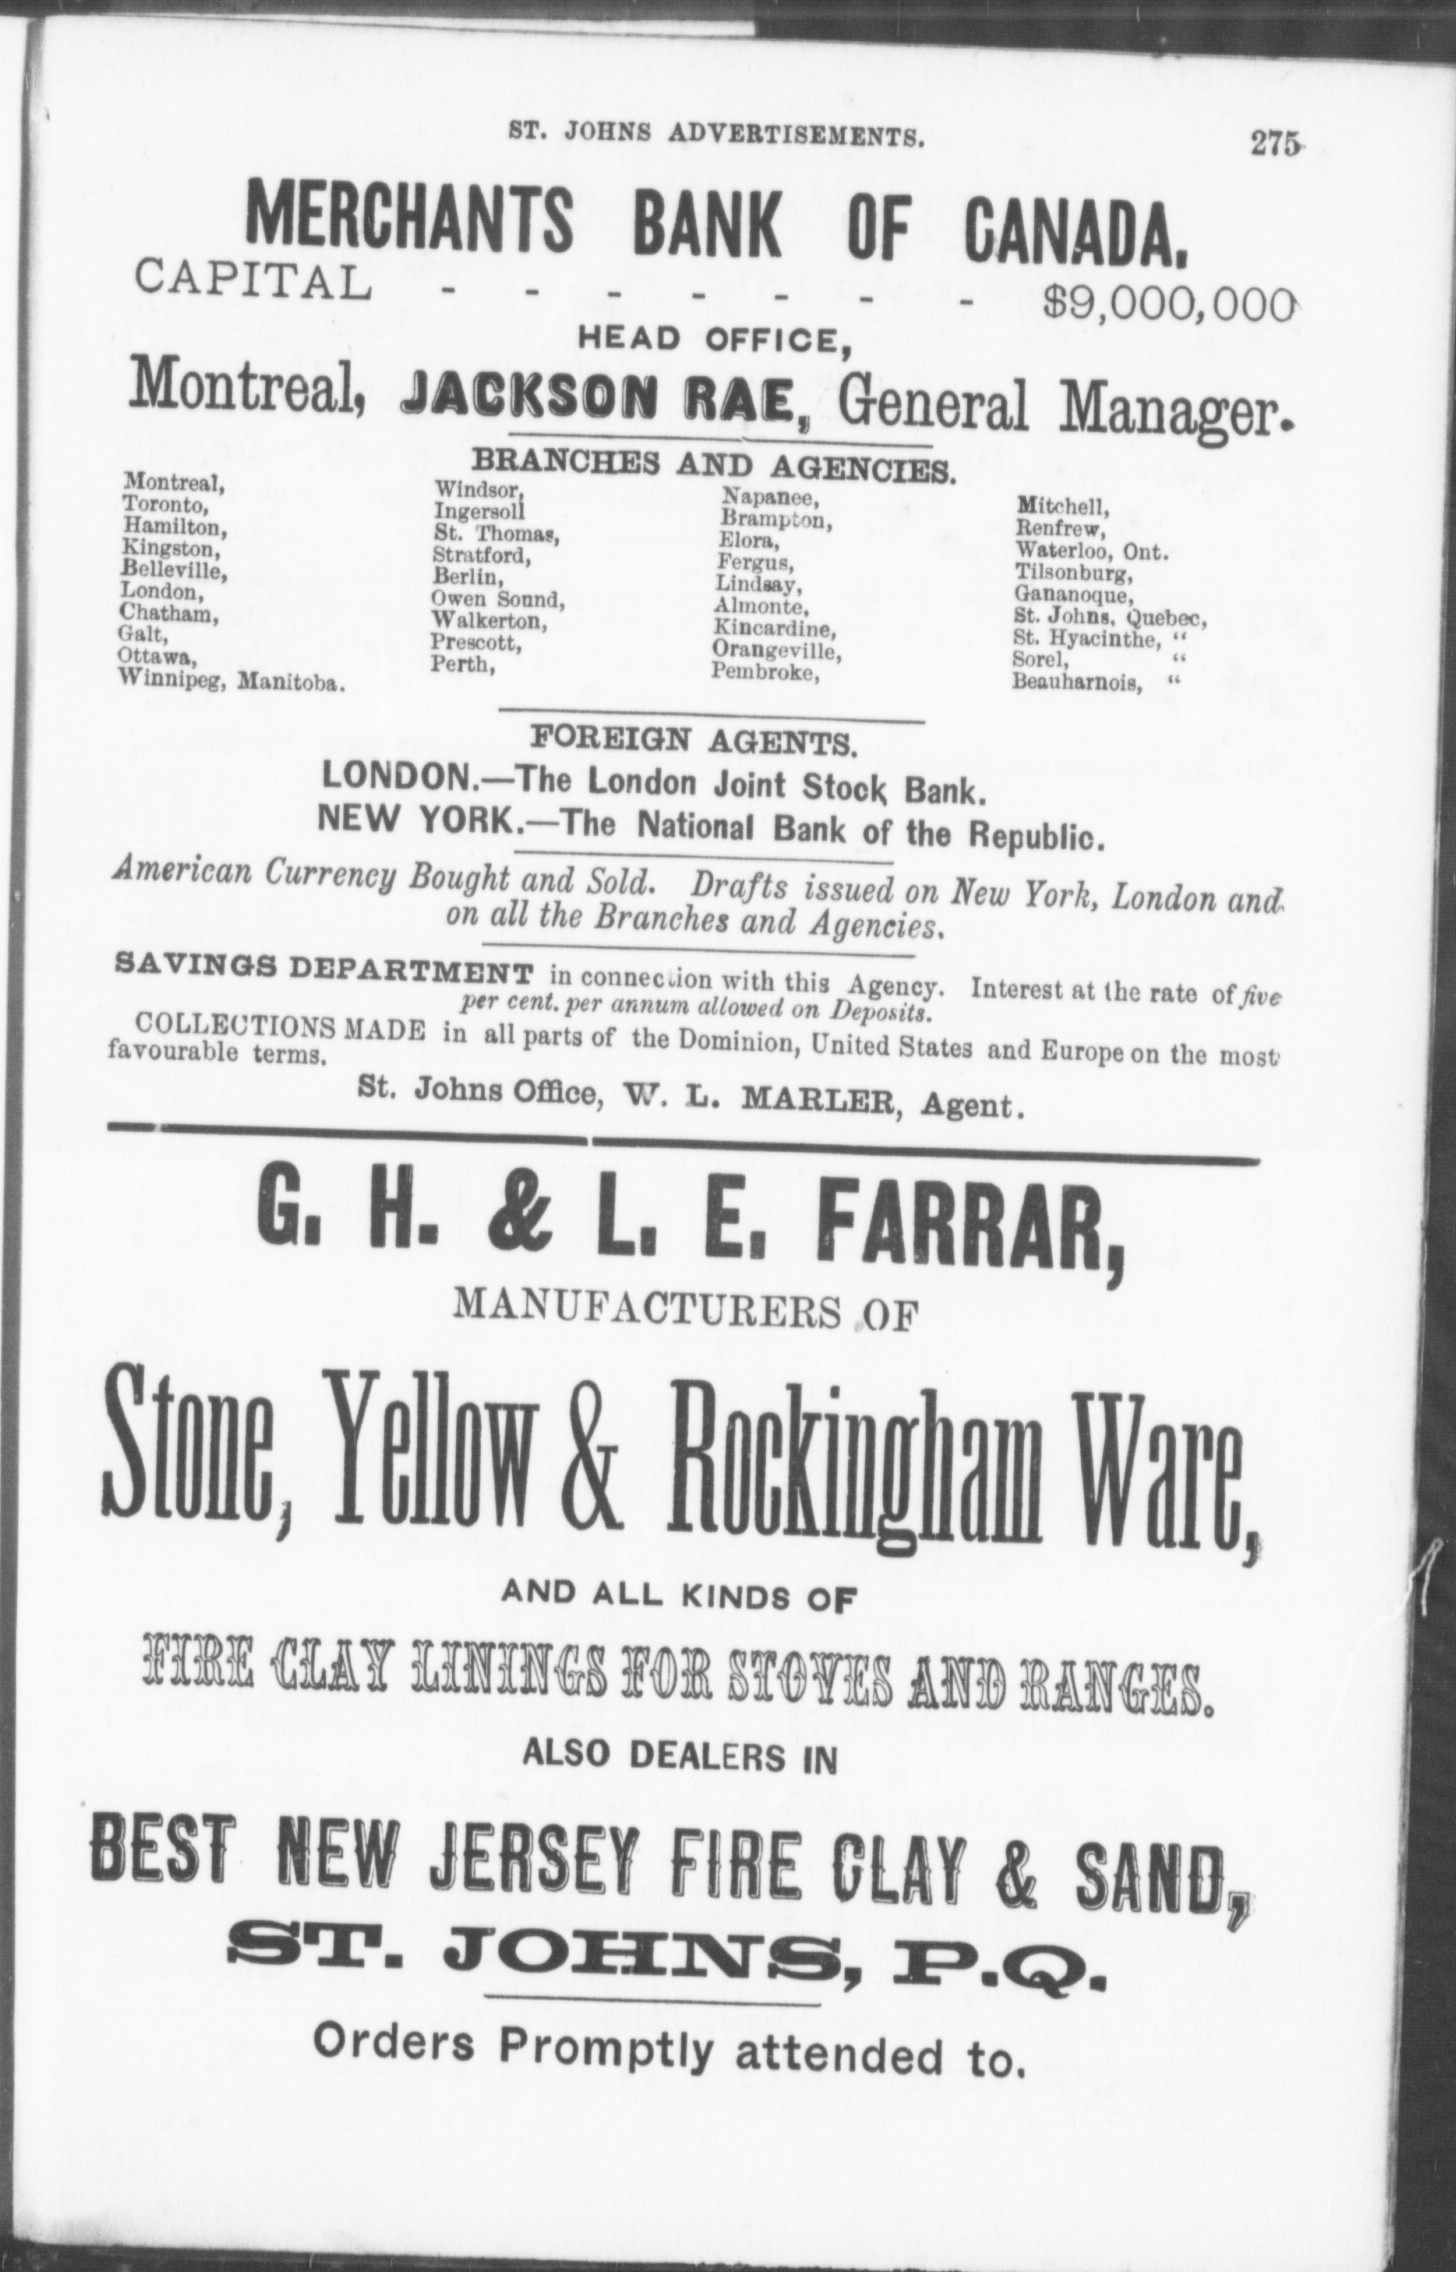 ST. JOHNS ADVERTISEMENTS. 275
MERCHANTS BANK OF CANADA.
CAPITAL - - - - - - - $9,000,000
HEAD OFFICE,
Montreal, JACKSON RAE, General Manager.
BRANCHES AND AGENCIES.
Montreal,
Toronto,
Hamilton,
Kingston,
Belleville,
London,
Chatham,
Galt,
Ottawa,
Winnipeg, Manitoba.
Windsor,
Ingersoll
St. Thomas,
Stratford,
Berlin,
Owen Sound,
Walkerton,
Prescott,
Perth,
Napanee,
Brampton,
Elora,
Fergus,
Lindsay,
Almonte,
Kincardine,
Orangeville,
Pembroke,
Mitchell,
Renfrew,
Waterloo, Ont.
Tilsonburg,
Gananoque,
St. Johns, Quebec,
St. Hyacinthe, “
Sorel, “
Beauharnois, “
FOREIGN AGENTS.
LONDON.—The London Joint Stock Bank.
NEW YORK.—The National Bank of the Republic.
American Currency Bought and Sold. Drafts issued on New York, London and
on all the Branches and Agencies.
SAVINGS DEPARTMENT in connection with this Agency. Interest at the rate of five
per cent. per annum allowed on Deposits.
COLLECTIONS MADE in all parts of the Dominion, United States and Europe on the most
favourable terms.
St. Johns Office, W. L. MARLER, Agent.
G. H. & L. E. FARRAR,
MANUFACTURERS OF
Stone, Yellow & Rockingham Ware,
AND ALL KINDS OF
FIRE CLAY LININGS FOR STOVES AND RANGES.
ALSO DEALERS IN
BEST NEW JERSEY FIRE CLAY & SAND,
ST. JOHNS, P.Q.
Orders Promptly attended to.